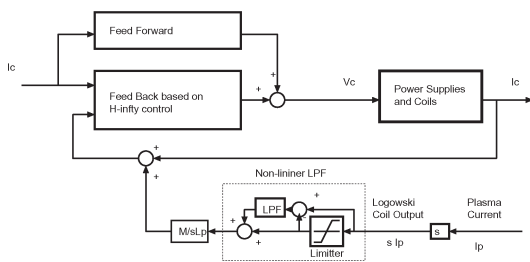 Feed Forward
Ic
Feed Back based on
H-infty control
+
+
Vc
Power Supplies
and Coils
Ic
+
+
Non-lininer LPF
LPF
+
-
+
+
Limitter
M/sLp
Logowski
Coil Output
s Ip
s
Plasma
Current
Ip